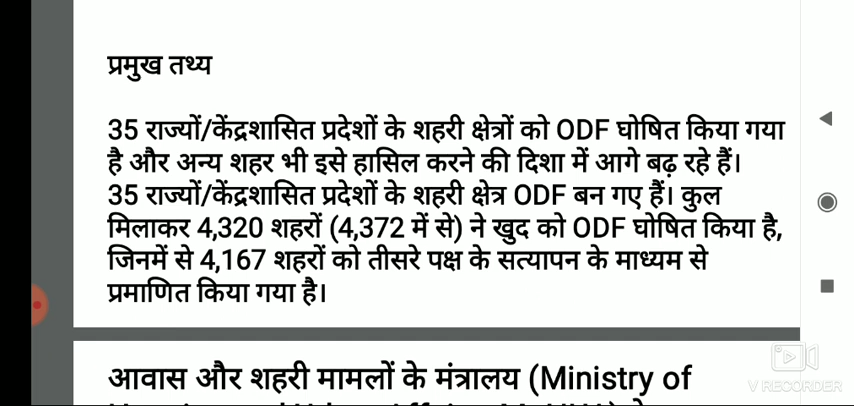 प्रमुख तथ्य
35 राज्यों/केंद्रशासित प्रदेशों के शहरी क्षेत्रों को ODF घोषित किया गया
है और अन्य शहर भी इसे हासिल करने की दिशा में आगे बढ़ रहे हैं।
35 राज्यों/केंद्रशासित प्रदेशों के शहरी क्षेत्र ODF बन गए हैं। कुल
मिलाकर 4,320 शहरों (4,372 में से) ने खुद को ODF घोषित किया है,
जिनमें से 4,167 शहरों को तीसरे पक्ष के सत्यापन के माध्यम से
प्रमाणित किया गया है।
आवास और शहरी मामलों के मंत्रालय (Ministry of
V RECORDER